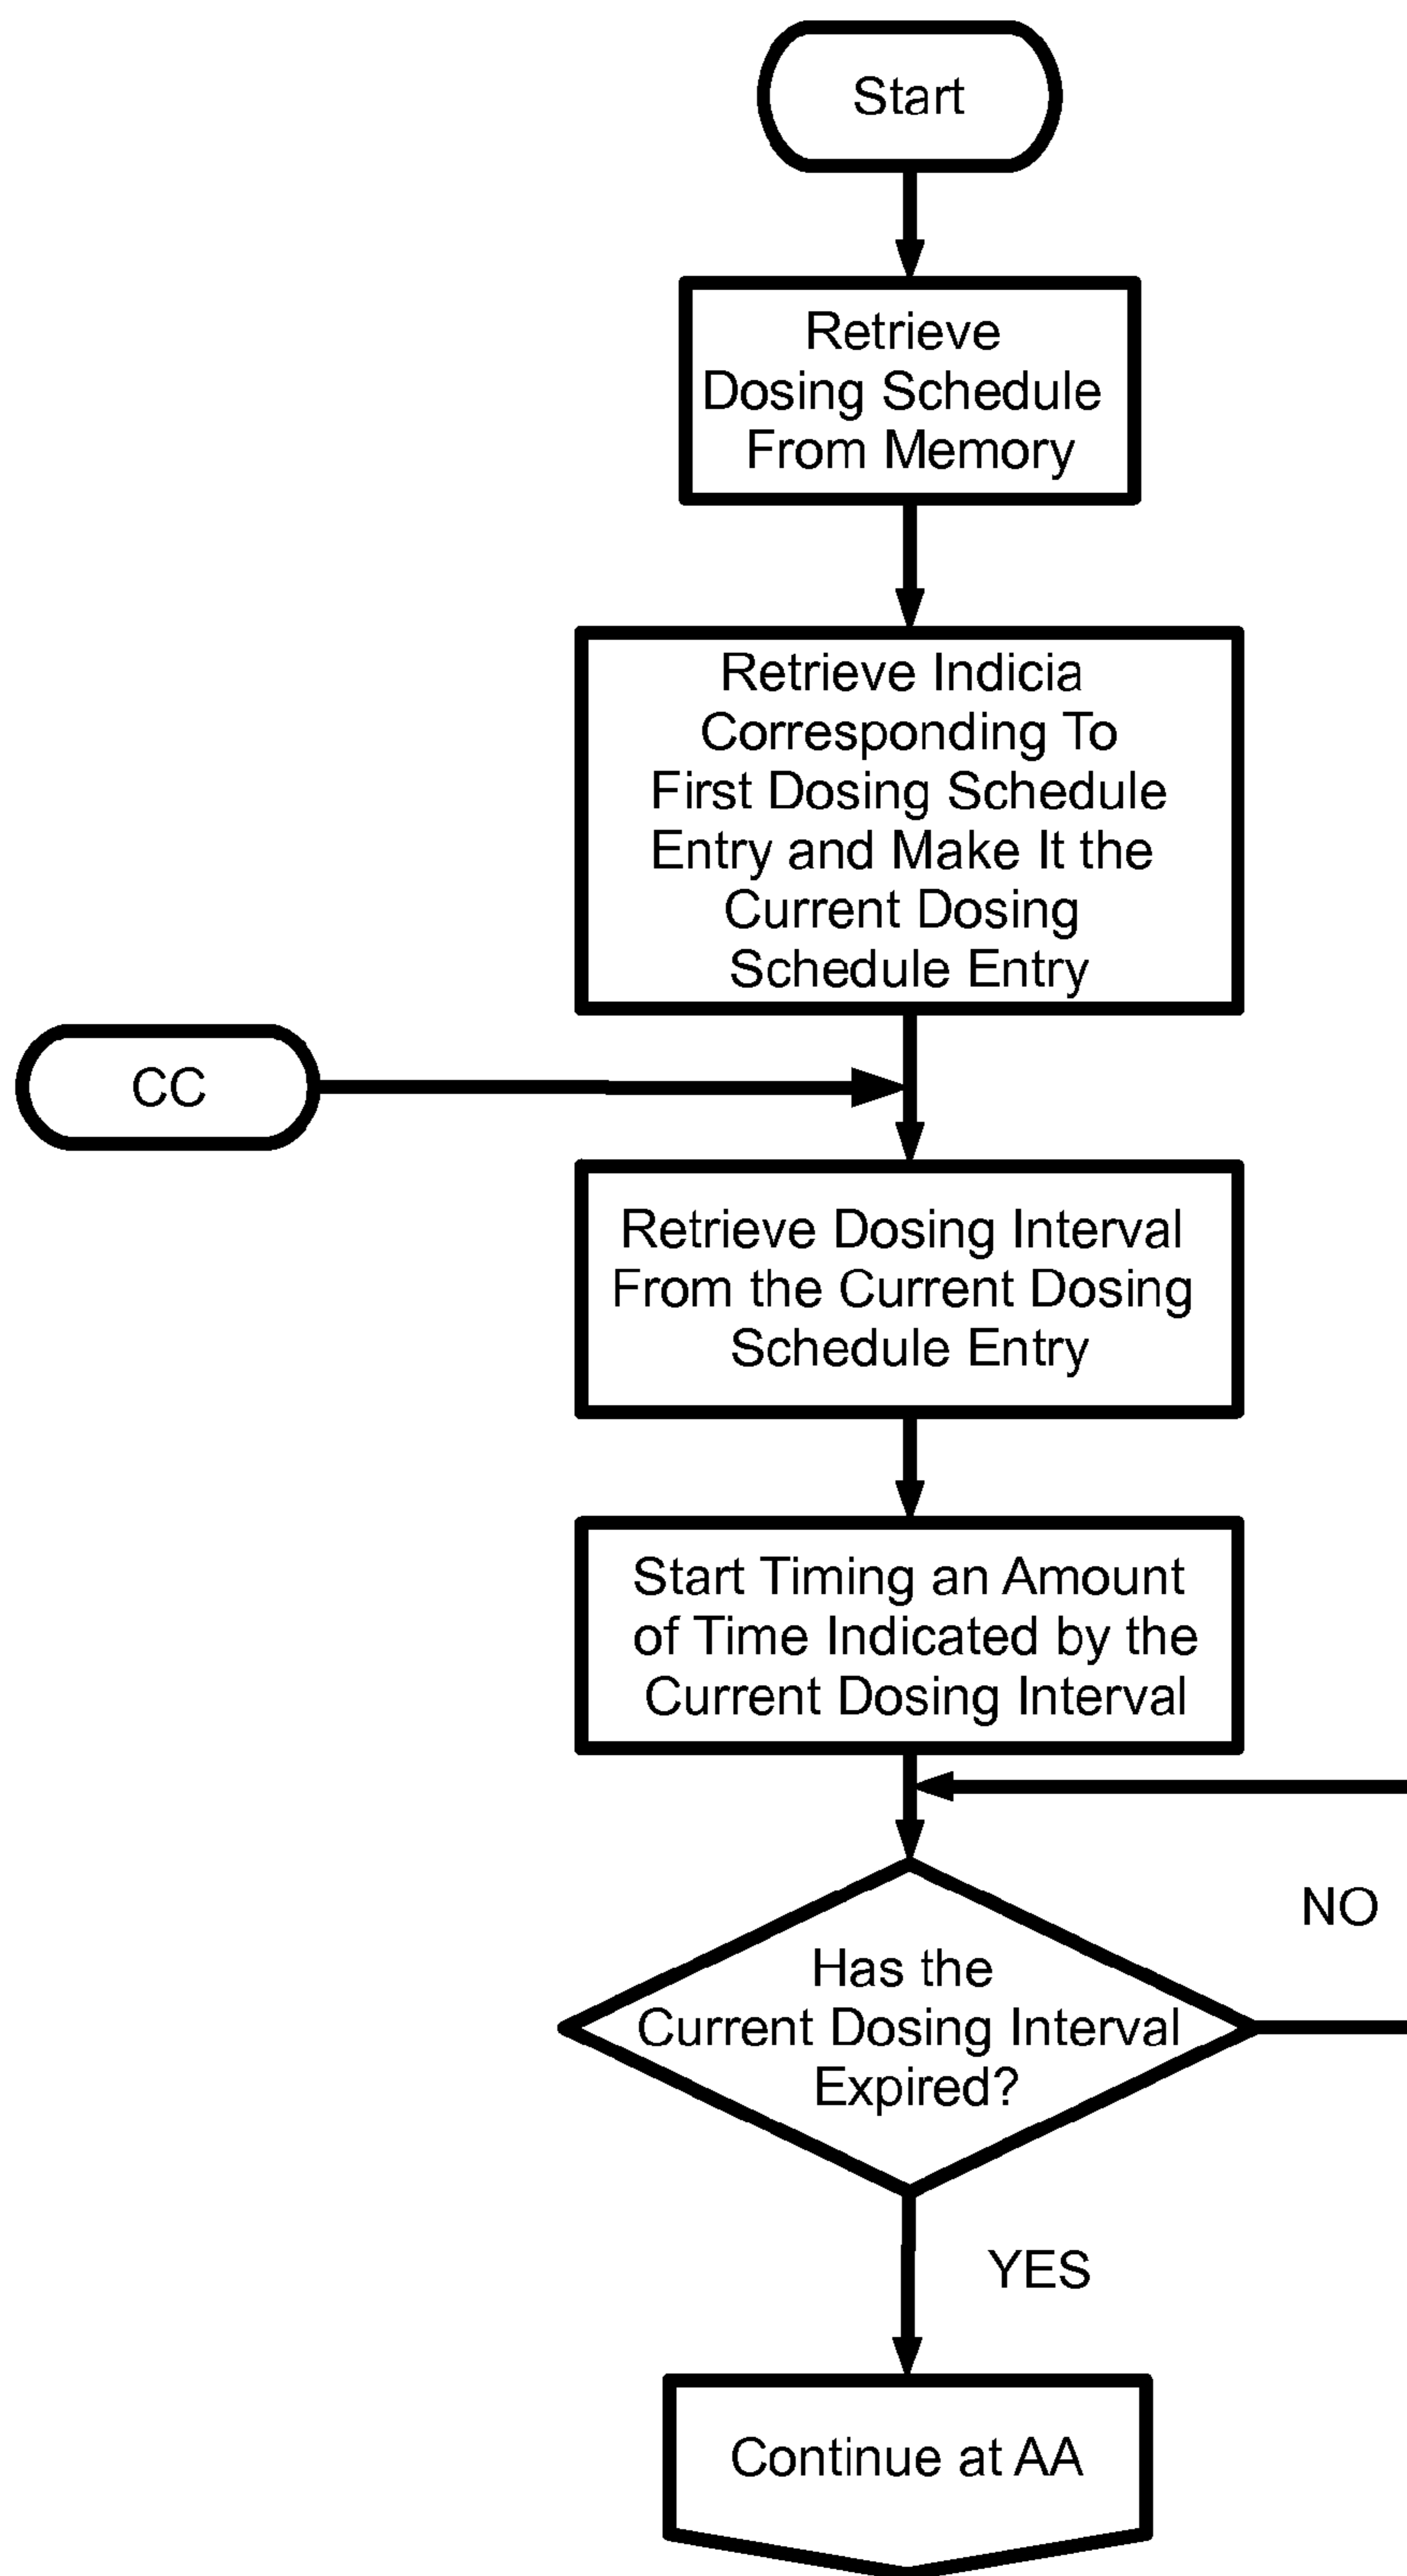 Start
Retrieve
Dosing Schedule
From Memory
Retrieve Indicia
Corresponding To
First Dosing Schedule
Entry and Make It the
Current Dosing
Schedule Entry
CC
Retrieve Dosing Interval
From the Current Dosing
Schedule Entry
Start Timing an Amount
of Time Indicated by the
Current Dosing Interval
NO
Has the
Current Dosing Interval
Expired?
YES
Continue at AA